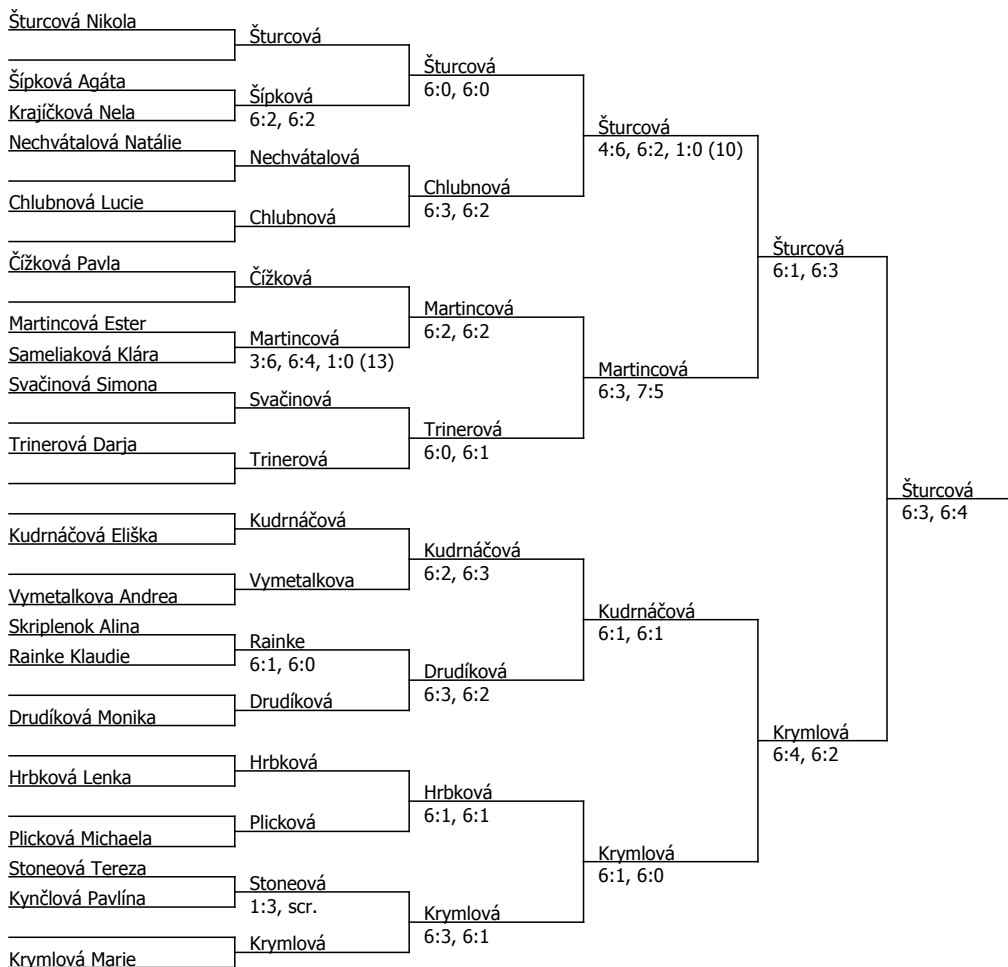 Šturcová Nikola
Šípková Agáta
Krajíčková Nela
Nechvátalová Natálie
Chlubnová Lucie
Čížková Pavla
Martincová Ester
Sameliaková Klára
Svačinová Simona
Trinerová Darja
Kudrnáčová Eliška
Vymetalkova Andrea
Skriplenok Alina
Rainke Klaudie
Drudíková Monika
Hrbková Lenka
Plicková Michaela
Stoneová Tereza
Kynčlová Pavlína
Krymlová Marie
Šturcová
Šípková
6:2, 6:2
Nechvátalová
Chlubnová
Čížková
Martincová
3:6, 6:4, 1:0 (13)
Svačinová
Trinerová
Kudrnáčová
Vymetalkova
Rainke
6:1, 6:0
Drudíková
Hrbková
Plicková
Stoneová
1:3, scr.
Krymlová
Šturcová
6:0, 6:0
Chlubnová
6:3, 6:2
Martincová
6:2, 6:2
Trinerová
6:0, 6:1
Kudrnáčová
6:2, 6:3
Drudíková
6:3, 6:2
Hrbková
6:1, 6:1
Krymlová
6:3, 6:1
Šturcová
4:6, 6:2, 1:0 (10)
Martincová
6:3, 7:5
Kudrnáčová
6:1, 6:1
Krymlová
6:1, 6:0
Šturcová
6:1, 6:3
Krymlová
6:4, 6:2
Šturcová
6:3, 6:4